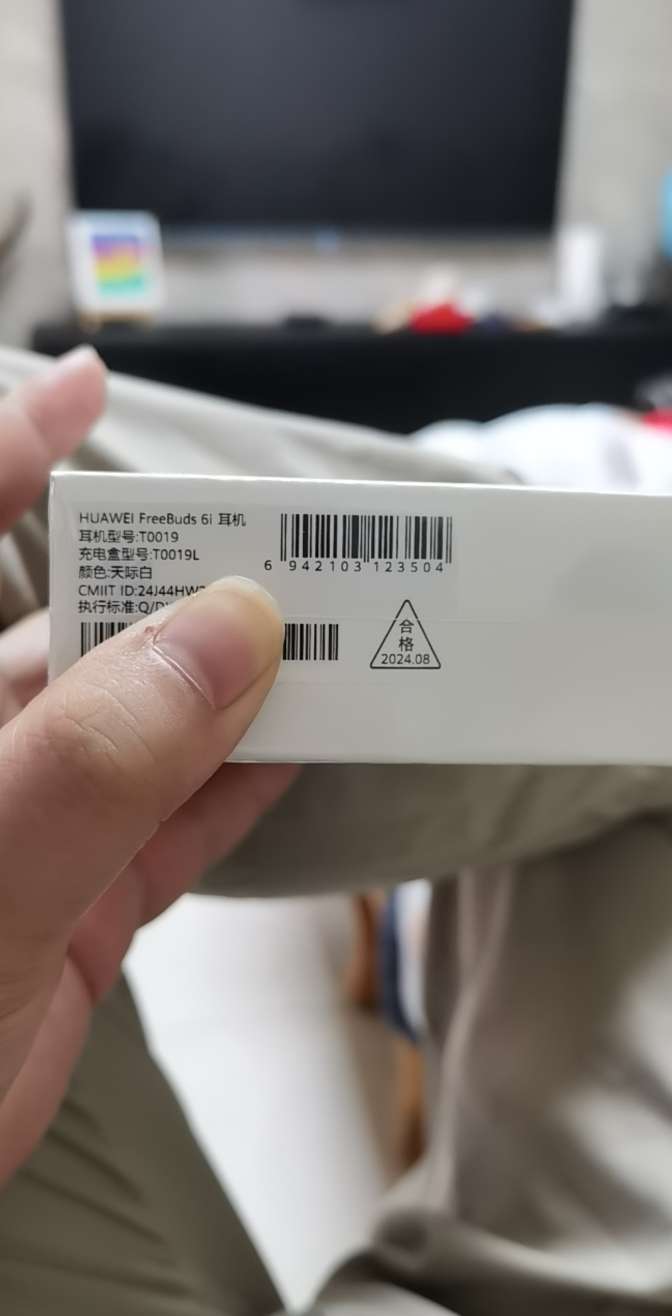 HUAWEI FreeBuds 6i 耳机
耳机型号:T0019
充电盒型号:T0019L
颜色:天际白
CMIIT ID:24J44HW
执行标准:Q/D
6 942103 123504
合
格
2024.08